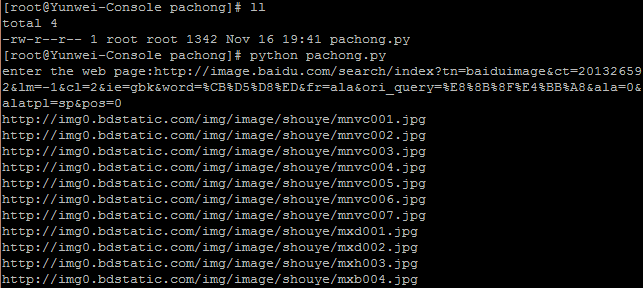 [root@Yunwei-Console pachong]# ll
total 4
-rw-r--r-- 1 root root 1342 Nov 16 19:41 pachong.py
[root@Yunwei-Console pachong]# python pachong.py
enter the web page:http://image.baidu.com/search/index?tn=baiduimage&ct=20132659
2&lm=-1&cl=2&ie=gbk&word=%CB%D5%D8%ED&fr=ala&ori_query=%E8%8B%8F%E4%BB%A8&ala=0&
alatpl=sp&pos=0
http://img0.bdstatic.com/img/image/shouye/mnvc001.jpg
http://img0.bdstatic.com/img/image/shouye/mnvc002.jpg
http://img0.bdstatic.com/img/image/shouye/mnvc003.jpg
http://img0.bdstatic.com/img/image/shouye/mnvc004.jpg
http://img0.bdstatic.com/img/image/shouye/mnvc005.jpg
http://img0.bdstatic.com/img/image/shouye/mnvc006.jpg
http://img0.bdstatic.com/img/image/shouye/mnvc007.jpg
http://img0.bdstatic.com/img/image/shouye/mxd001.jpg
http://img0.bdstatic.com/img/image/shouye/mxd002.jpg
http://img0.bdstatic.com/img/image/shouye/mxh003.jpg
http://img0.bdstatic.com/img/image/shouye/mxb004.jpg